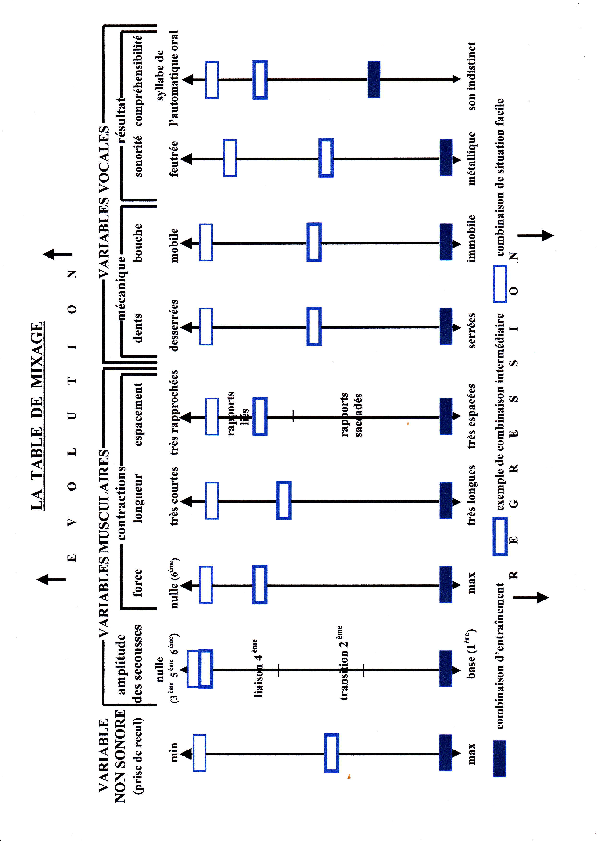 LA TABLE DE MIXAGE
E V O L U T I O N
VARIABLE
NON SONORE
(prise de recul)
VARIABLES MUSCULAIRES
VARIABLES VOCALES
amplitude
des secousses
contractions
mécanique
résultat
force
longueur
espacement
dents
bouche
sonorité
compréhensibilité
min
nulle
(3ème 5ème 6ème)
nulle (6ème)
très courtes
très rapprochées
desserrées
mobile
feutrée
syllabe de
l'automatique oral
liaison 4ème
transition 2ème
rapports
liés
rapports
saccadés
max
base (1ère)
max
très longues
très espacées
serrées
immobile
métallique
son indistinct
combinaison d'entraînement
exemple de combinaison intermédiaire
combinaison de situation facile
R E G R E S S I O N